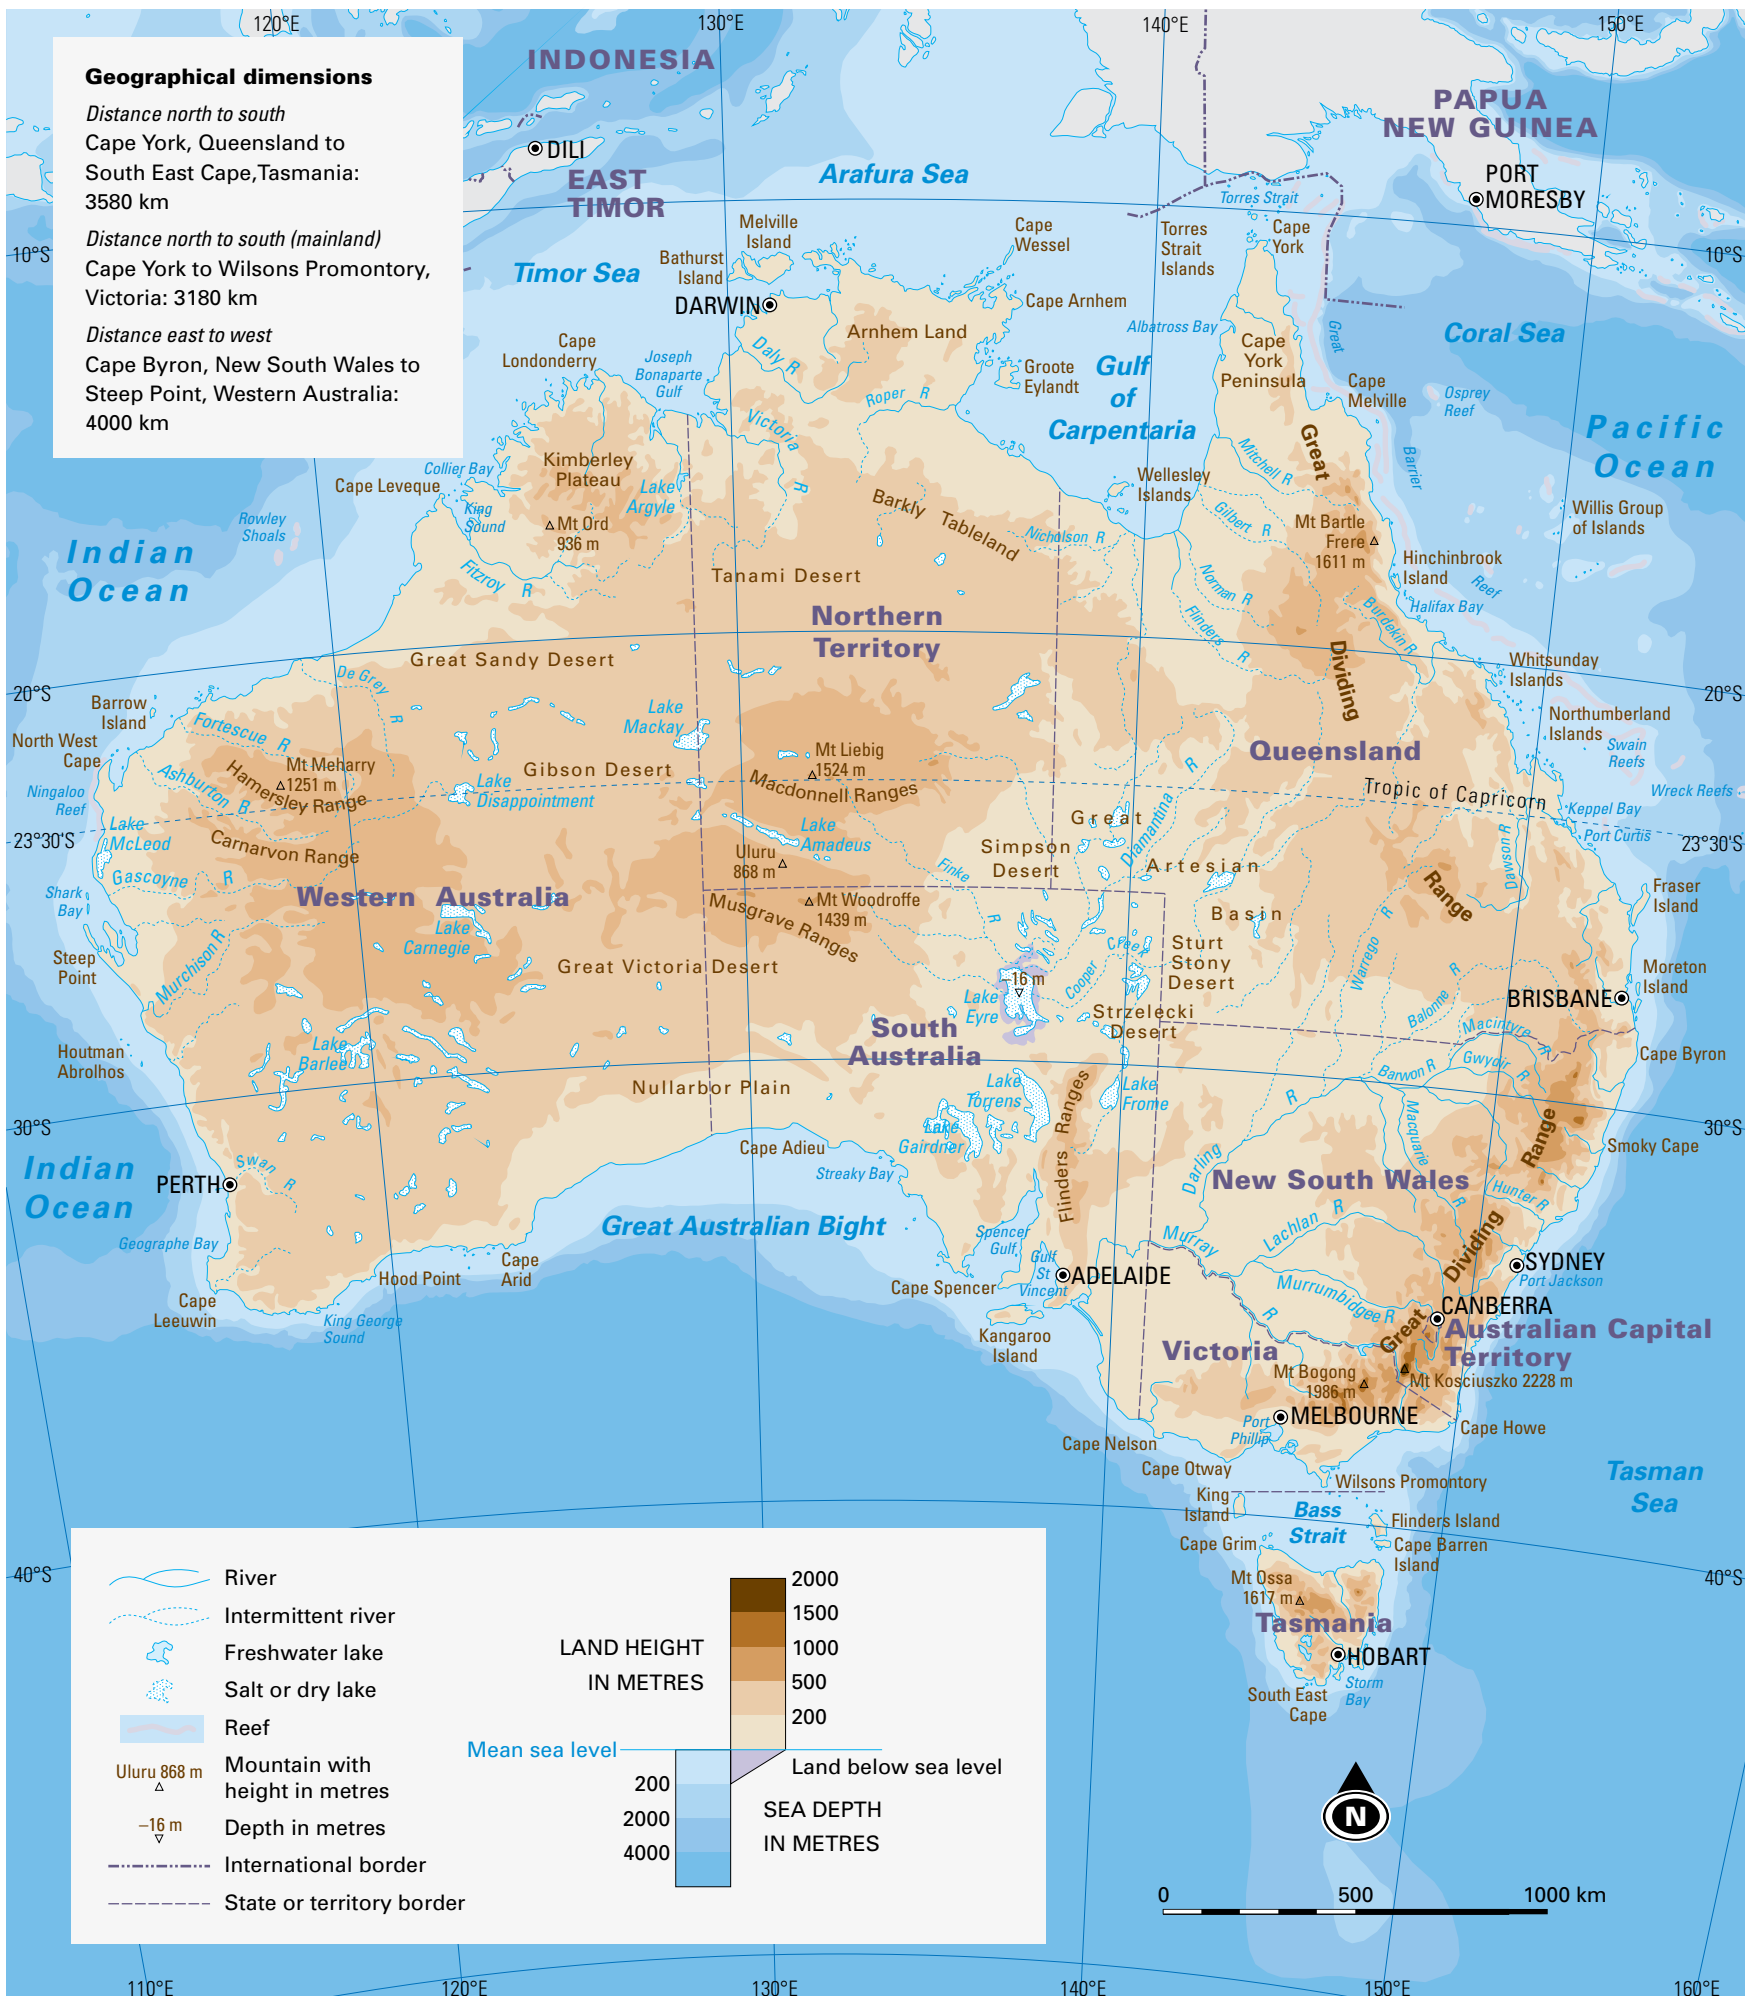 120°E
130°E
140°E
150°E
Geographical dimensions
Distance north to south
Cape York, Queensland to
South East Cape,Tasmania:
3580 km
Distance north to south (mainland)
Cape York to Wilsons Promontory,
Victoria: 3180 km
Distance east to west
Cape Byron, New South Wales to
Steep Point, Western Australia:
4000 km
INDONESIA
DILI
EAST
TIMOR
Arafura Sea
PAPUA
NEW GUINEA
PORT
MORESBY
Torres Strait
Torres
Strait
Islands
Cape
York
Cape
Wessel
Melville
Island
Bathurst
Island
10°S
10°S
Timor Sea
DARWIN
Cape Arnhem
Arnhem Land
Albatross Bay
Great
Coral Sea
Cape
Londonderry
Joseph
Bonaparte
Gulf
Daly R
Groote
Eylandt
Gulf
of
Carpentaria
Cape
York
Peninsula
Cape
Melville
Osprey
Reef
Roper R
Victoria
R
Pacific
Ocean
Great
Barrier
Collier Bay
Cape Leveque
Kimberley
Plateau
Lake
Argyle
King
Sound
Mt Ord
936 m
Mitchell R
Wellesley
Islands
Barkly Tableland
Nicholson R
Gilbert R
Mt Bartle
Frere
1611 m
Willis Group
of Islands
Rowley
Shoals
Indian
Ocean
Fitzroy R
Tanami Desert
Hinchinbrook
Island
Reef
Halifax Bay
Norman R
Flinders R
Burdekin R
Northern
Territory
Great Sandy Desert
Dividing
Whitsunday
Islands
20°S
20°S
De Grey R
Barrow
Island
Northumberland
Islands
Lake
Mackay
Fortescue R
North West
Cape
Swain
Reefs
Queensland
Mt Liebig
1524 m
Mt Meharry
1251 m
Hamersley Range
Gibson Desert
Ashburton R
Lake
Disappointment
Macdonnell Ranges
Tropic of Capricorn
Wreck Reefs
Ningaloo
Reef
Keppel Bay
Port Curtis
Lake
McLeod
23°30'S
23°30'S
Lake
Amadeus
Great
Artesian
Basin
Diamantina
R
Dawson R
Carnarvon Range
Uluru
868 m
Simpson
Desert
Finke
R
Gascoyne R
Range
Fraser
Island
Shark
Bay
Western Australia
Mt Woodroffe
1439 m
Musgrave Ranges
Lake
Carnegie
Steep
Point
Murchison R
Great Victoria Desert
Cooper
Creek
Sturt
Stony
Desert
Warrego
R
Moreton
Island
-16 m
Lake
Eyre
Strzelecki
Desert
Balonne
R
BRISBANE
Macintyre
R
South
Australia
Houtman
Abrolhos
Lake
Barlee
Cape Byron
Gwydir R
Barwon R
Nullarbor Plain
Lake
Torrens
Lake
Frome
R
Macquarie
R
30°S
30°S
Lake
Gairdner
Flinders Ranges
Range
Cape Adieu
Smoky Cape
Indian
Ocean
Swan R
PERTH
Streaky Bay
Darling
New South Wales
Hunter R
Great Australian Bight
Geographe Bay
Spencer
Gulf
Gulf
St
Vincent
Murray
R
Lachlan R
Dividing
Cape
Arid
Hood Point
SYDNEY
Port Jackson
Cape Spencer
ADELAIDE
Murrumbidgee R
Cape
Leeuwin
King George
Sound
CANBERRA
Great
Australian Capital
Territory
Kangaroo
Island
Victoria
Mt Bogong
1986 m
Mt Kosciuszko 2228 m
Port
Phillip
MELBOURNE
Cape Howe
Cape Nelson
Cape Otway
Wilsons Promontory
Tasman
Sea
King
Island
Bass
Strait
Flinders Island
Cape Grim
Cape Barren
Island
40°S
40°S
Mt Ossa
1617 m
Tasmania
HOBART
Storm
Bay
South East
Cape
River
Intermittent river
Freshwater lake
Salt or dry lake
Reef
Uluru 868 m
Mountain with
height in metres
–16 m
Depth in metres
International border
State or territory border
LAND HEIGHT
IN METRES
2000
1500
1000
500
200
Mean sea level
Land below sea level
200
2000
4000
SEA DEPTH
IN METRES
N
0 500 1000 km
110°E
120°E
130°E
140°E
150°E
160°E